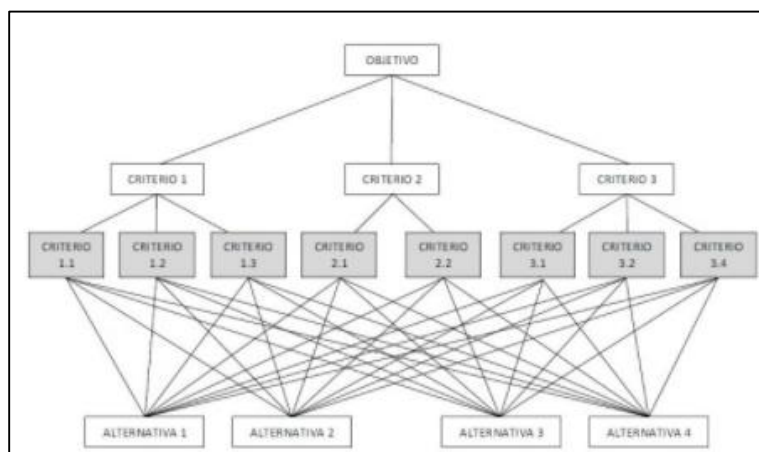 OBJETIVO
CRITERIO 1
CRITERIO 2
CRITERIO 3
CRITERIO
1.1
CRITERIO
1.2
CRITERIO
1.3
CRITERIO
2.1
CRITERIO
2.2
CRITERIO
3.1
CRITERIO
3.2
CRITERIO
3.4
ALTERNATIVA 1
ALTERNATIVA 2
ALTERNATIVA 3
ALTERNATIVA 4